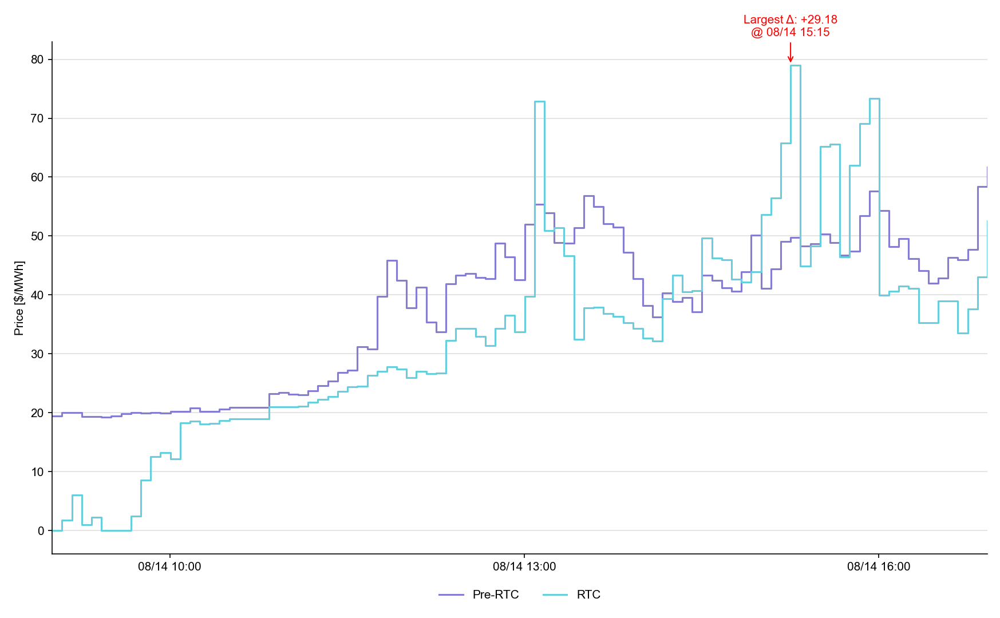 Largest Δ: +29.18
@ 08/14 15:15
80
70
60
50
40
30
20
10
0
Price [$/MWh]
08/14 10:00
08/14 13:00
08/14 16:00
Pre-RTC
RTC